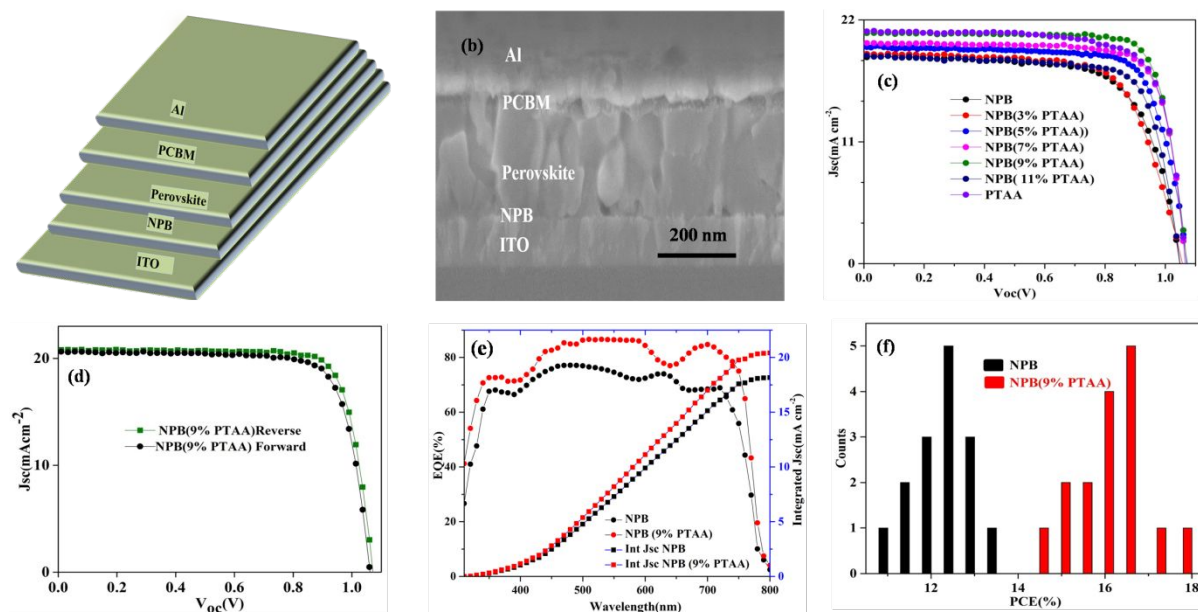 Al
PCBM
Perovskite
NPB
ITO
(b)
Al
PCBM
Perovskite
NPB
ITO
200 nm
22
11
0
Jsc(mA cm-2)
(c)
NPB
NPB(3% PTAA)
NPB(5% PTAA))
NPB(7% PTAA)
NPB(9% PTAA)
NPB( 11% PTAA)
PTAA
0.0 0.2 0.4 0.6 0.8 1.0
Voc(V)
(d)
20
10
0
Jsc(mAcm-2)
NPB(9% PTAA)Reverse
NPB(9% PTAA) Forward
0.0 0.2 0.4 0.6 0.8 1.0
Voc(V)
(e)
80
60
40
20
0
EQE(%)
NPB
NPB (9% PTAA)
Int Jsc NPB
Int Jsc NPB (9% PTAA)
20
15
10
5
0
Integrated Jsc(mA cm-2)
400 500 600 700 800
Wavelength(nm)
(f)
5
4
3
2
1
0
Counts
NPB
NPB(9% PTAA)
12 14 16 18
PCE(%)